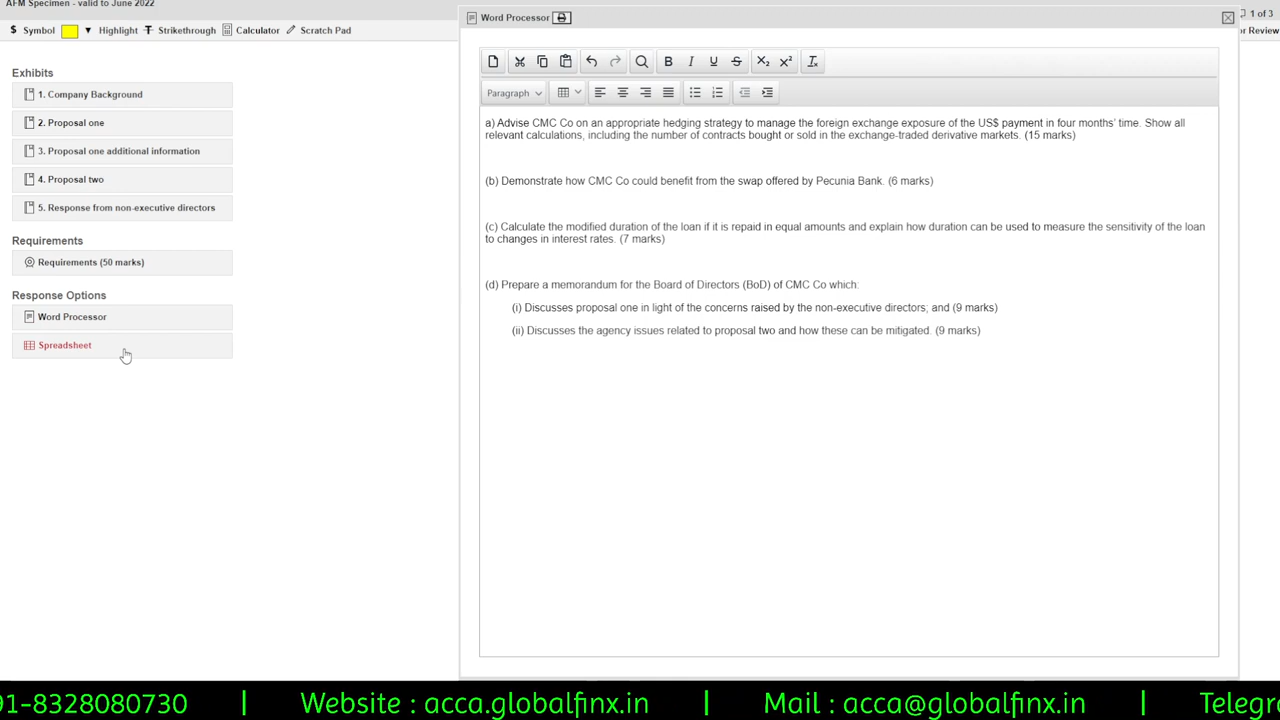 AFM Specimen - valid to June 2022
1 of 3
$ Symbol Highlight Strikethrough Calculator Scratch Pad
or Review
Word Processor
Paragraph
Exhibits
1. Company Background
2. Proposal one
3. Proposal one additional information
4. Proposal two
5. Response from non-executive directors
Requirements
Requirements (50 marks)
Response Options
Word Processor
Spreadsheet
a) Advise CMC Co on an appropriate hedging strategy to manage the foreign exchange exposure of the US$ payment in four months' time. Show all
relevant calculations, including the number of contracts bought or sold in the exchange-traded derivative markets. (15 marks)
(b) Demonstrate how CMC Co could benefit from the swap offered by Pecunia Bank. (6 marks)
(c) Calculate the modified duration of the loan if it is repaid in equal amounts and explain how duration can be used to measure the sensitivity of the loan
to changes in interest rates. (7 marks)
(d) Prepare a memorandum for the Board of Directors (BoD) of CMC Co which:
(i) Discusses proposal one in light of the concerns raised by the non-executive directors; and (9 marks)
(ii) Discusses the agency issues related to proposal two and how these can be mitigated. (9 marks)
91-8328080730 | Website : acca.globalfinx.in | Mail : acca@globalfinx.in | Telegr